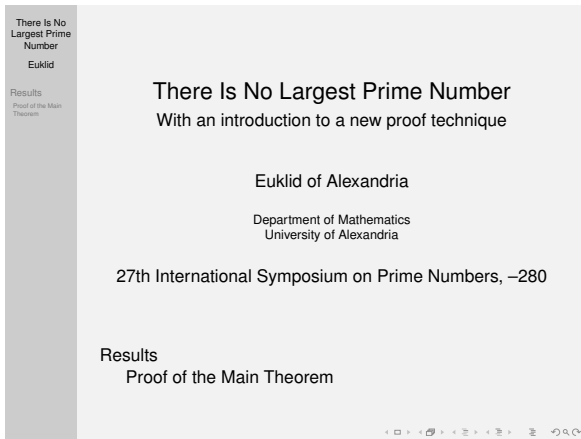 There Is No
Largest Prime
Number
Euklid
Results
Proof of the Main
Theorem
There Is No Largest Prime Number
With an introduction to a new proof technique
Euklid of Alexandria
Department of Mathematics
University of Alexandria
27th International Symposium on Prime Numbers, –280
Results
Proof of the Main Theorem